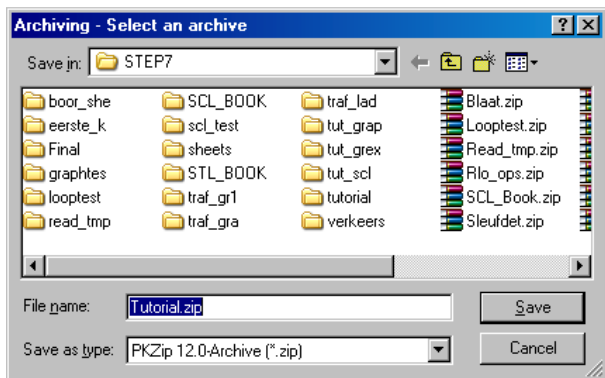 Archiving - Select an archive
Save in: STEP7
boor_she SCL_BOOK traf_lad Blaat.zip
eerste_k scl_test tut_grap Looptest.zip
Final sheets tut_grex Read_tmp.zip
graphtes STL_BOOK tut_scl Rlo_ops.zip
looptest traf_gr1 tutorial SCL_Book.zip
read_tmp traf_gra verkeers Sleufdet.zip
File name: Tutorial.zip Save
Save as type: PKZip 12.0-Archive (*.zip) Cancel